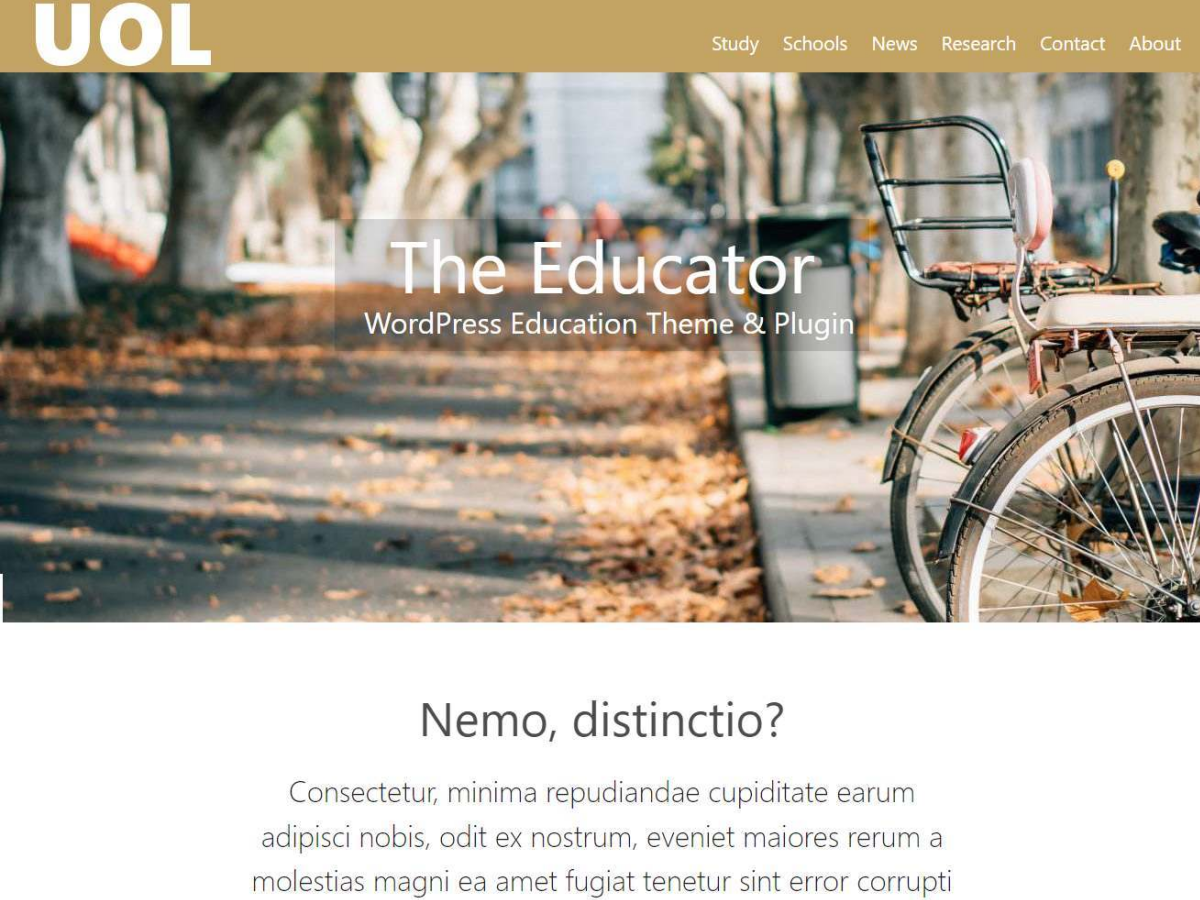 UOL
Study Schools News Research Contact About
The Educator
WordPress Education Theme & Plugin
Nemo, distinctio?
Consectetur, minima repudiandae cupiditate earum
adipisci nobis, odit ex nostrum, eveniet maiores rerum a
molestias magni ea amet fugiat tenetur sint error corrupti